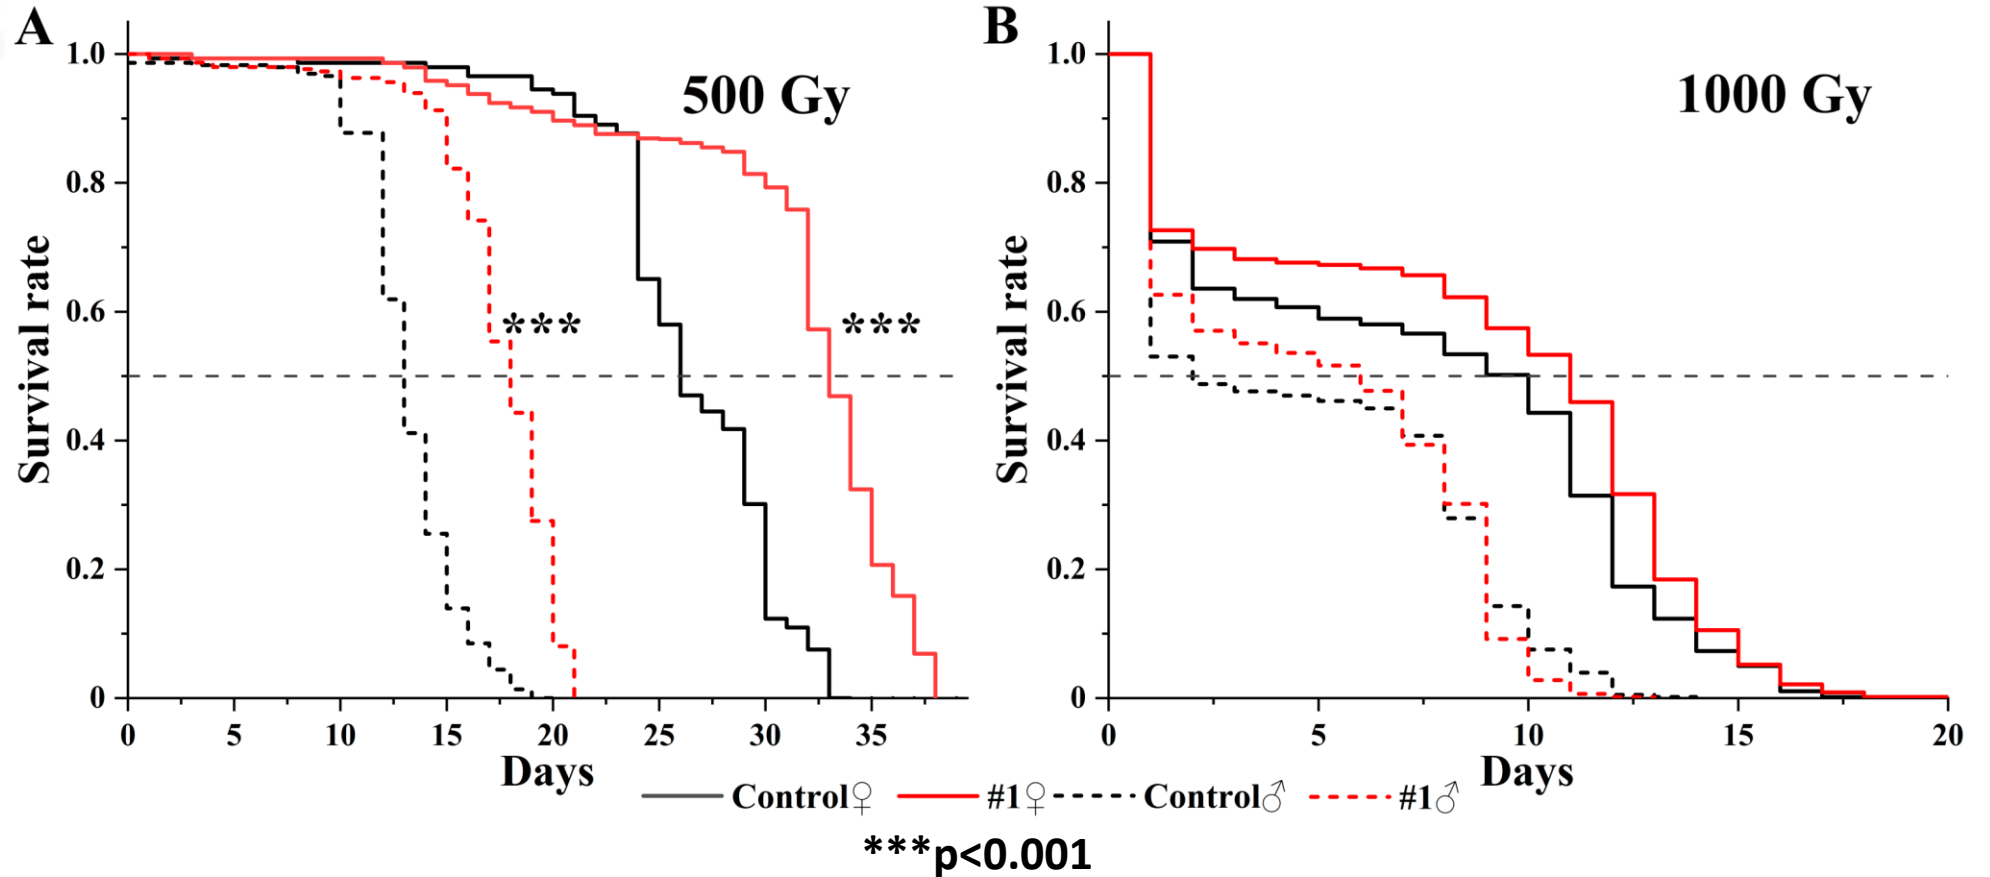 A
500 Gy
Survival rate
1.0
0.8
0.6
0.4
0.2
0
***
***
0 5 10 15 20 25 30 35
Days
B
1000 Gy
Survival rate
1.0
0.8
0.6
0.4
0.2
0
0 5 10 15 20
Days
Control♀ #1♀ Control♂ #1♂
***p<0.001